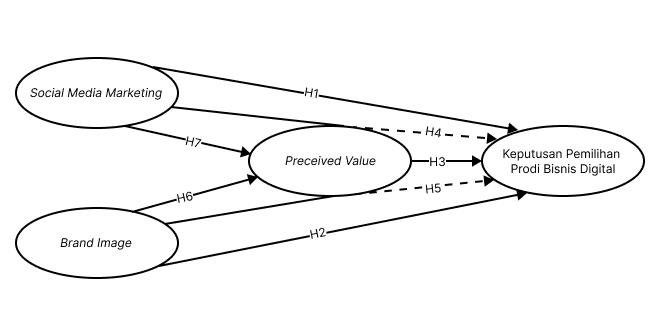 Social Media Marketing
H1
H4
H7
Preceived Value
H3
Keputusan Pemilihan
Prodi Bisnis Digital
H6
H5
Brand Image
H2